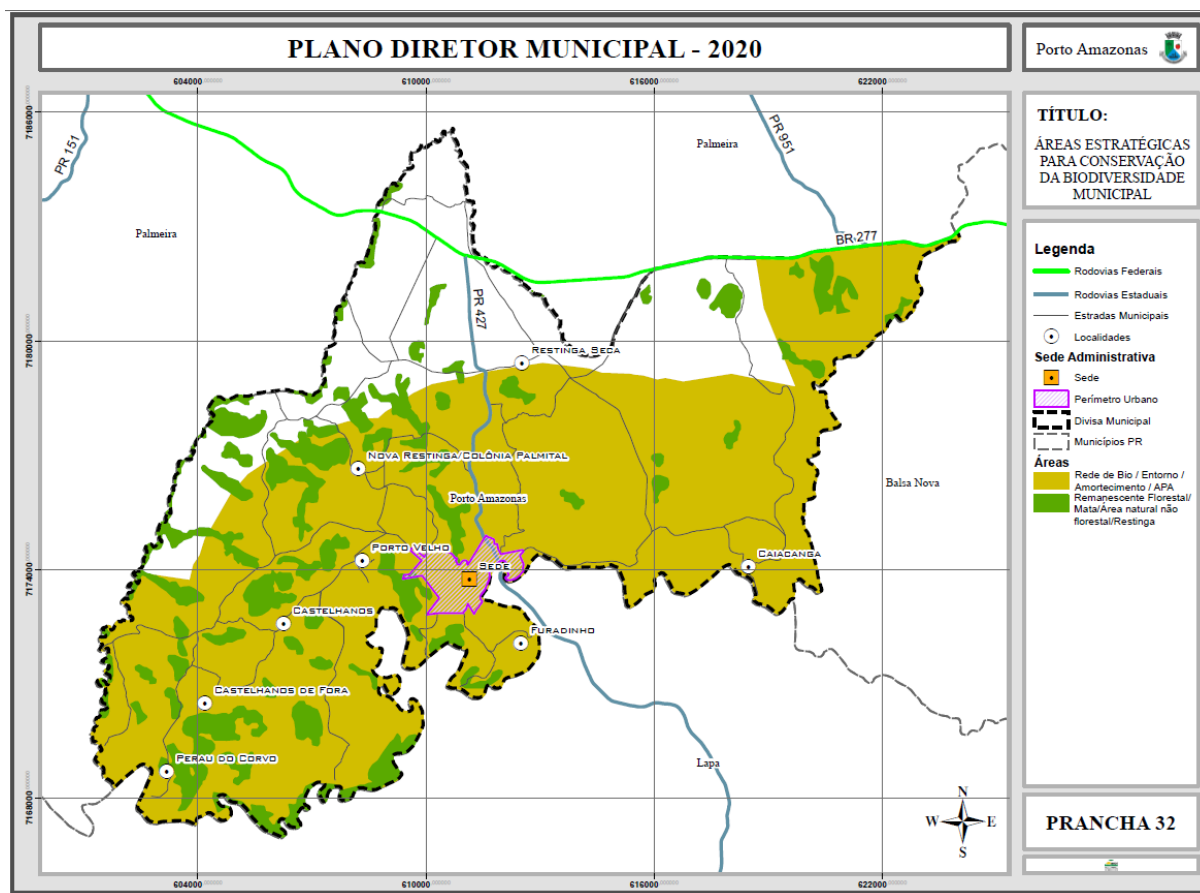 PLANO DIRETOR MUNICIPAL - 2020
Porto Amazonas
604000
610000
616000
622000
7186000
7180000
7174000
7168000
PR 151
Palmeira
Palmeira
PR 951
BR-277
PR 427
RESTINGA SECA
NOVA RESTINGA/COLÔNIA PALMITAL
Porto Amazonas
Balsa Nova
PORTO VELHO
SEDE
CAIACANGA
CASTELHANOS
FURADINHO
CASTELHANOS DE FORA
PERAU DO CORVO
Lapa
N
W
E
S
604000
610000
616000
622000
TÍTULO:
ÁREAS ESTRATÉGICAS
PARA CONSERVAÇÃO
DA BIODIVERSIDADE
MUNICIPAL
Legenda
Rodovias Federais
Rodovias Estaduais
Estradas Municipais
Localidades
Sede Administrativa
Sede
Perímetro Urbano
Divisa Municipal
Municípios PR
Áreas
Rede de Bio / Entorno /
Amortecimento / APA
Remanescente Florestal/
Mata/Área natural não
florestal/Restinga
PRANCHA 32